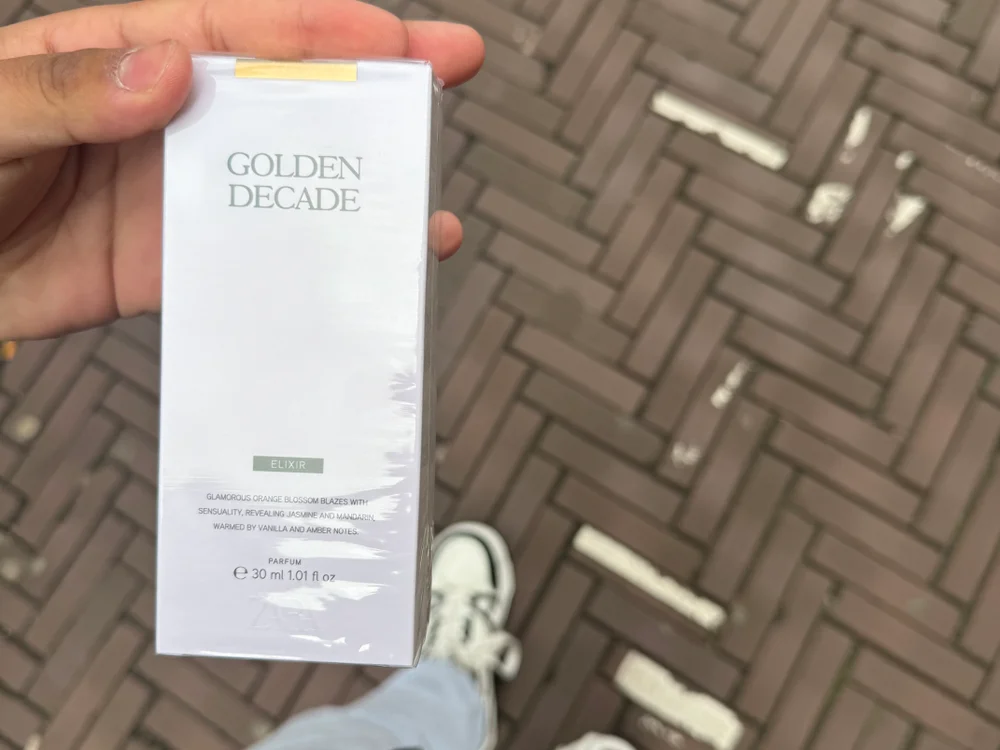 GOLDEN
DECADE
ELIXIR
GLAMOROUS ORANGE BLOSSOM BLAZES WITH
SENSUALITY, REVEALING JASMINE AND MANDARIN,
WARMED BY VANILLA AND AMBER NOTES.
PARFUM
℮ 30 ml 1.01 fl oz